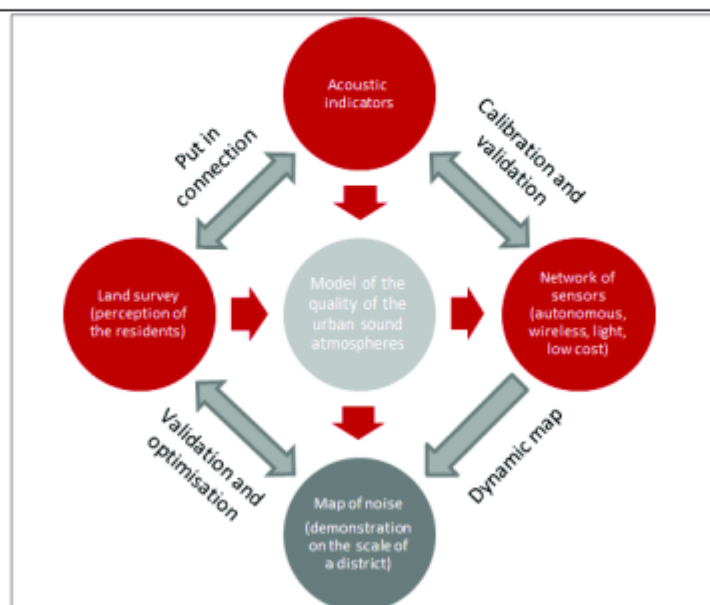 Acoustic
indicators
Put in
connection
Calibration and
validation
Land survey
(perception of
the residents)
Model of the
quality of the
urban sound
atmospheres
Network of
sensors
(autonomous,
wireless, light,
low cost)
Validation and
optimisation
Dynamic map
Map of noise
(demonstration
on the scale of
a district)